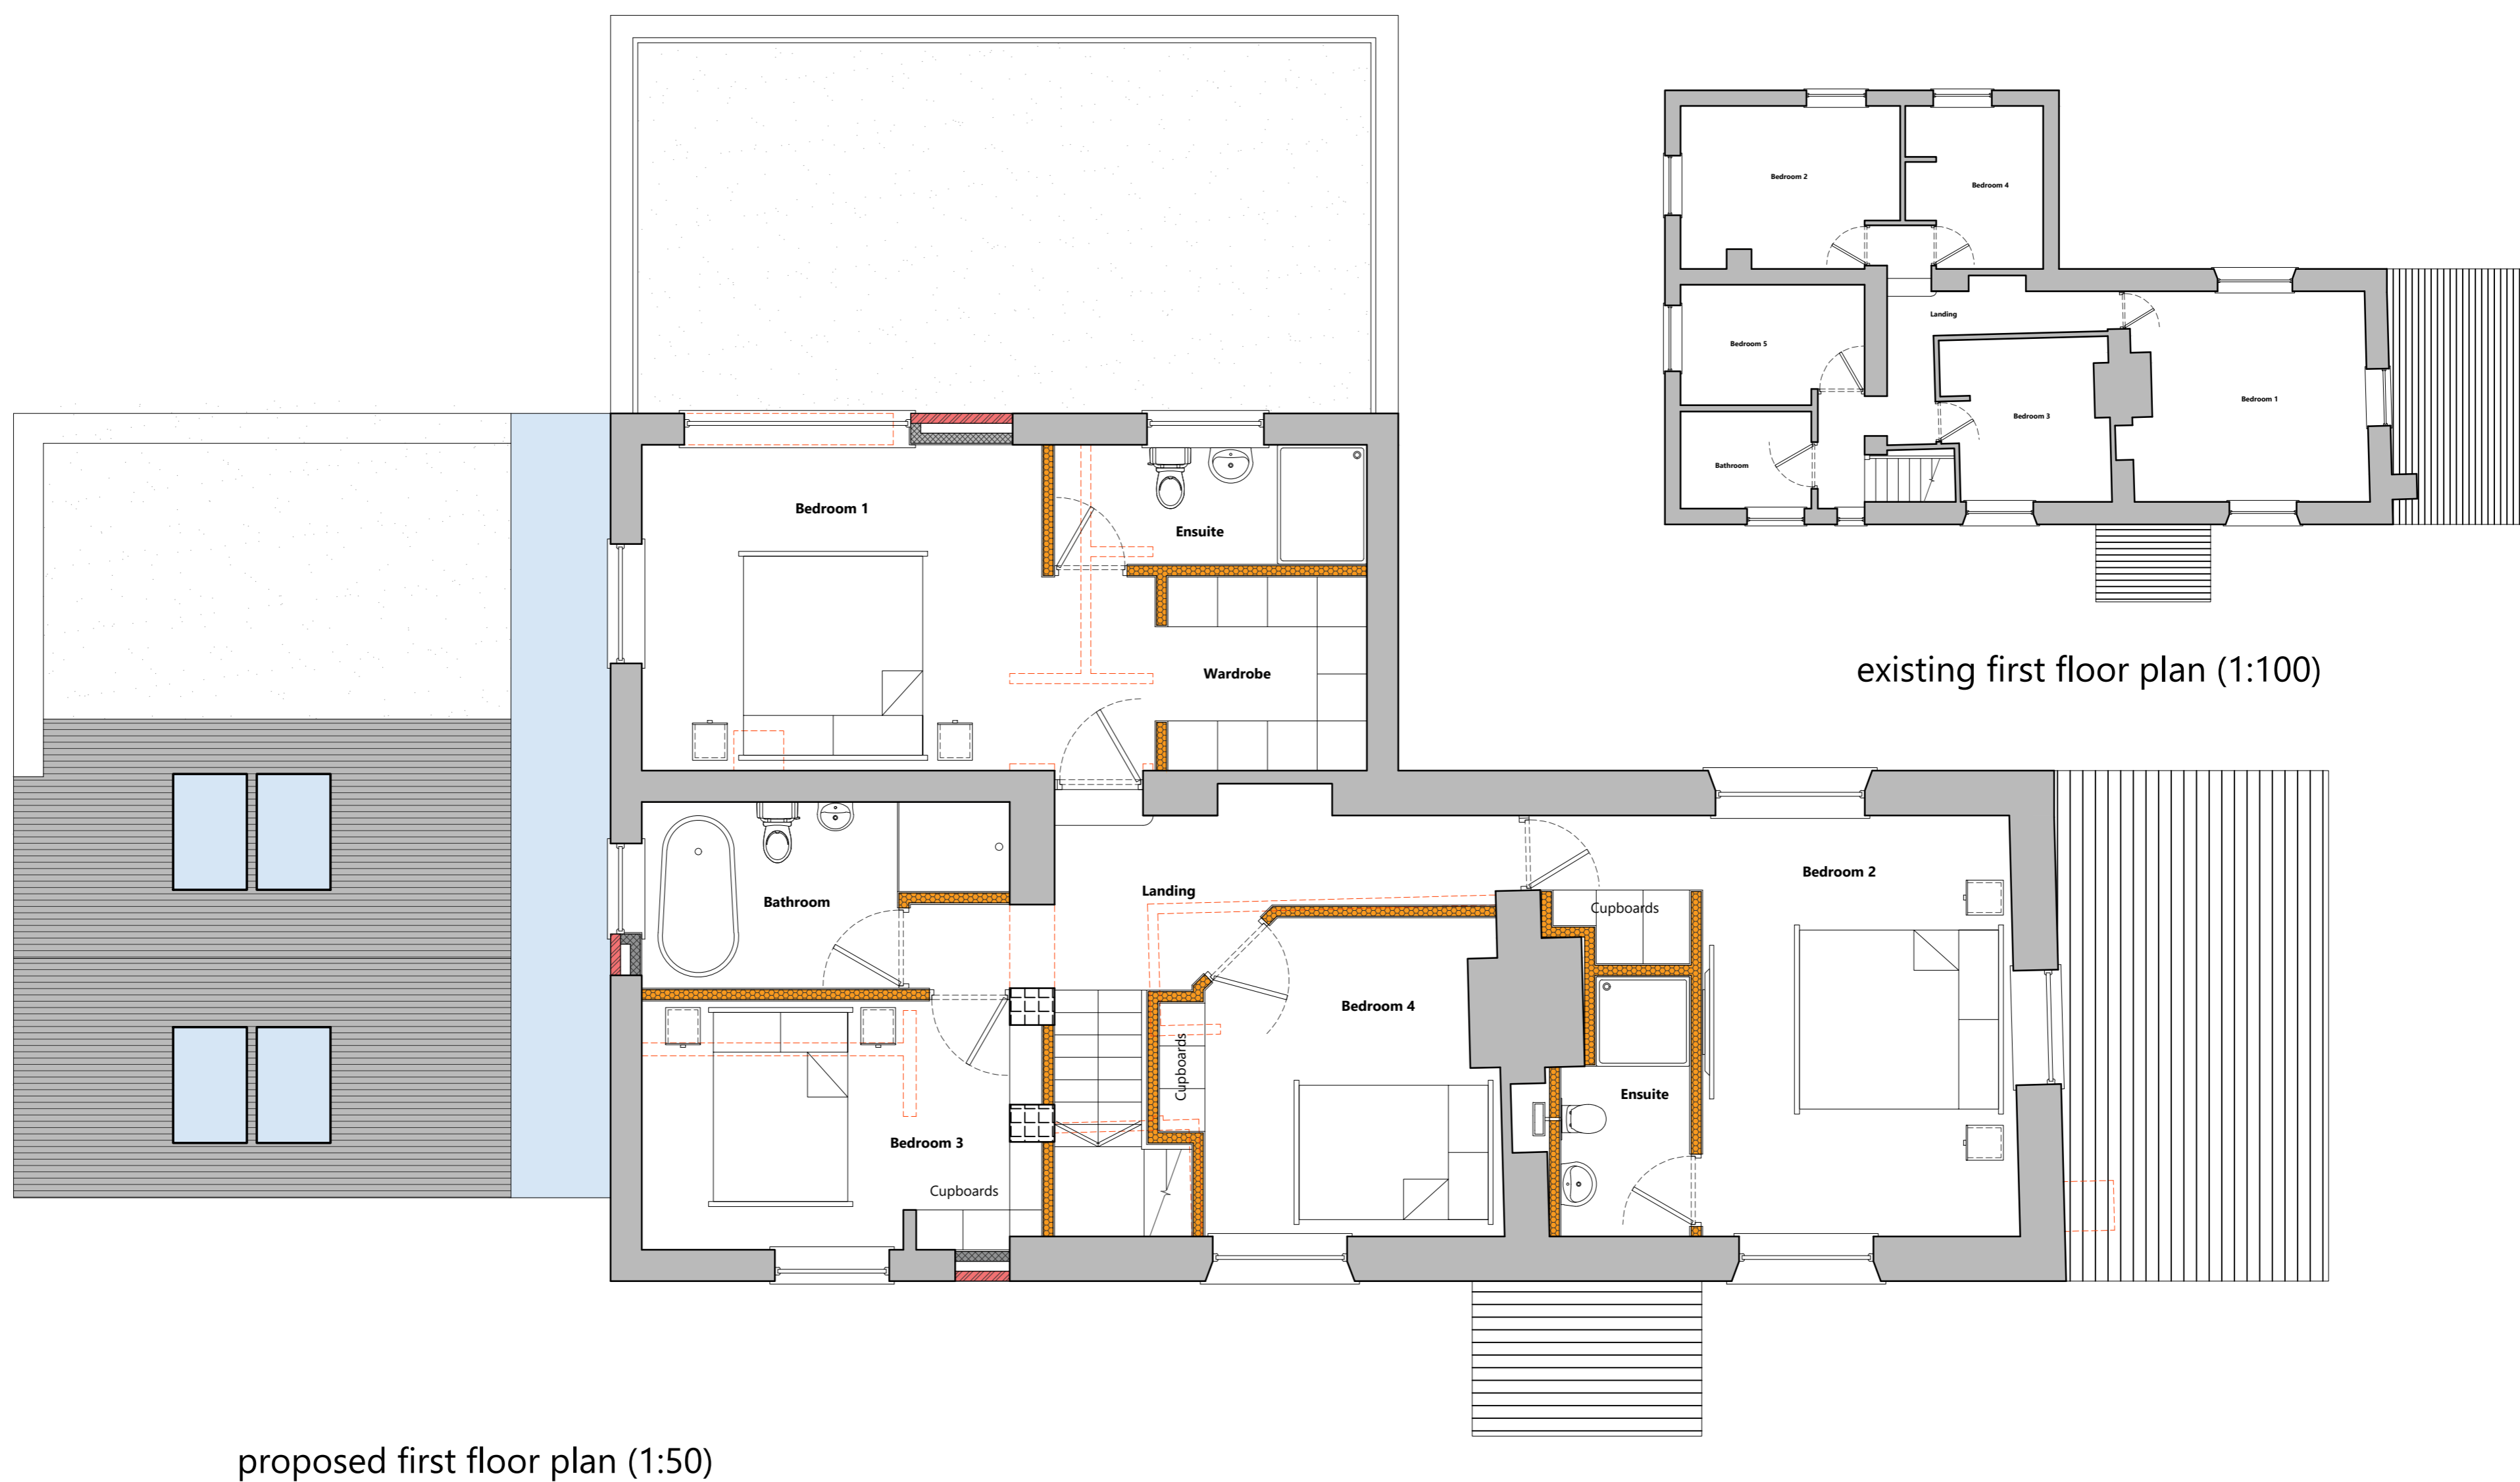 Bedroom 2
Bedroom 4
Landing
Bedroom 5
Bedroom 1
Bedroom 3
Bathroom
existing first floor plan (1:100)
Bedroom 1
Ensuite
Wardrobe
Bedroom 2
Landing
Bathroom
Cupboards
Bedroom 4
Cupboards
Ensuite
Bedroom 3
Cupboards
proposed first floor plan (1:50)